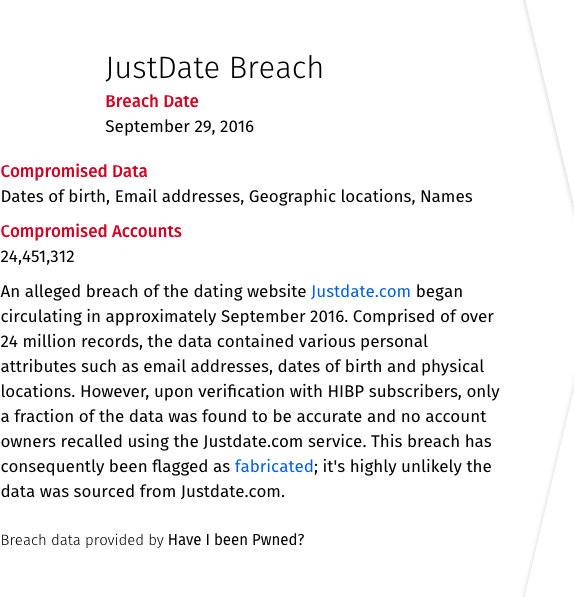 JustDate Breach
Breach Date
September 29, 2016
Compromised Data
Dates of birth, Email addresses, Geographic locations, Names
Compromised Accounts
24,451,312
An alleged breach of the dating website Justdate.com began
circulating in approximately September 2016. Comprised of over
24 million records, the data contained various personal
attributes such as email addresses, dates of birth and physical
locations. However, upon verification with HIBP subscribers, only
a fraction of the data was found to be accurate and no account
owners recalled using the Justdate.com service. This breach has
consequently been flagged as fabricated; it's highly unlikely the
data was sourced from Justdate.com.
Breach data provided by Have I been Pwned?